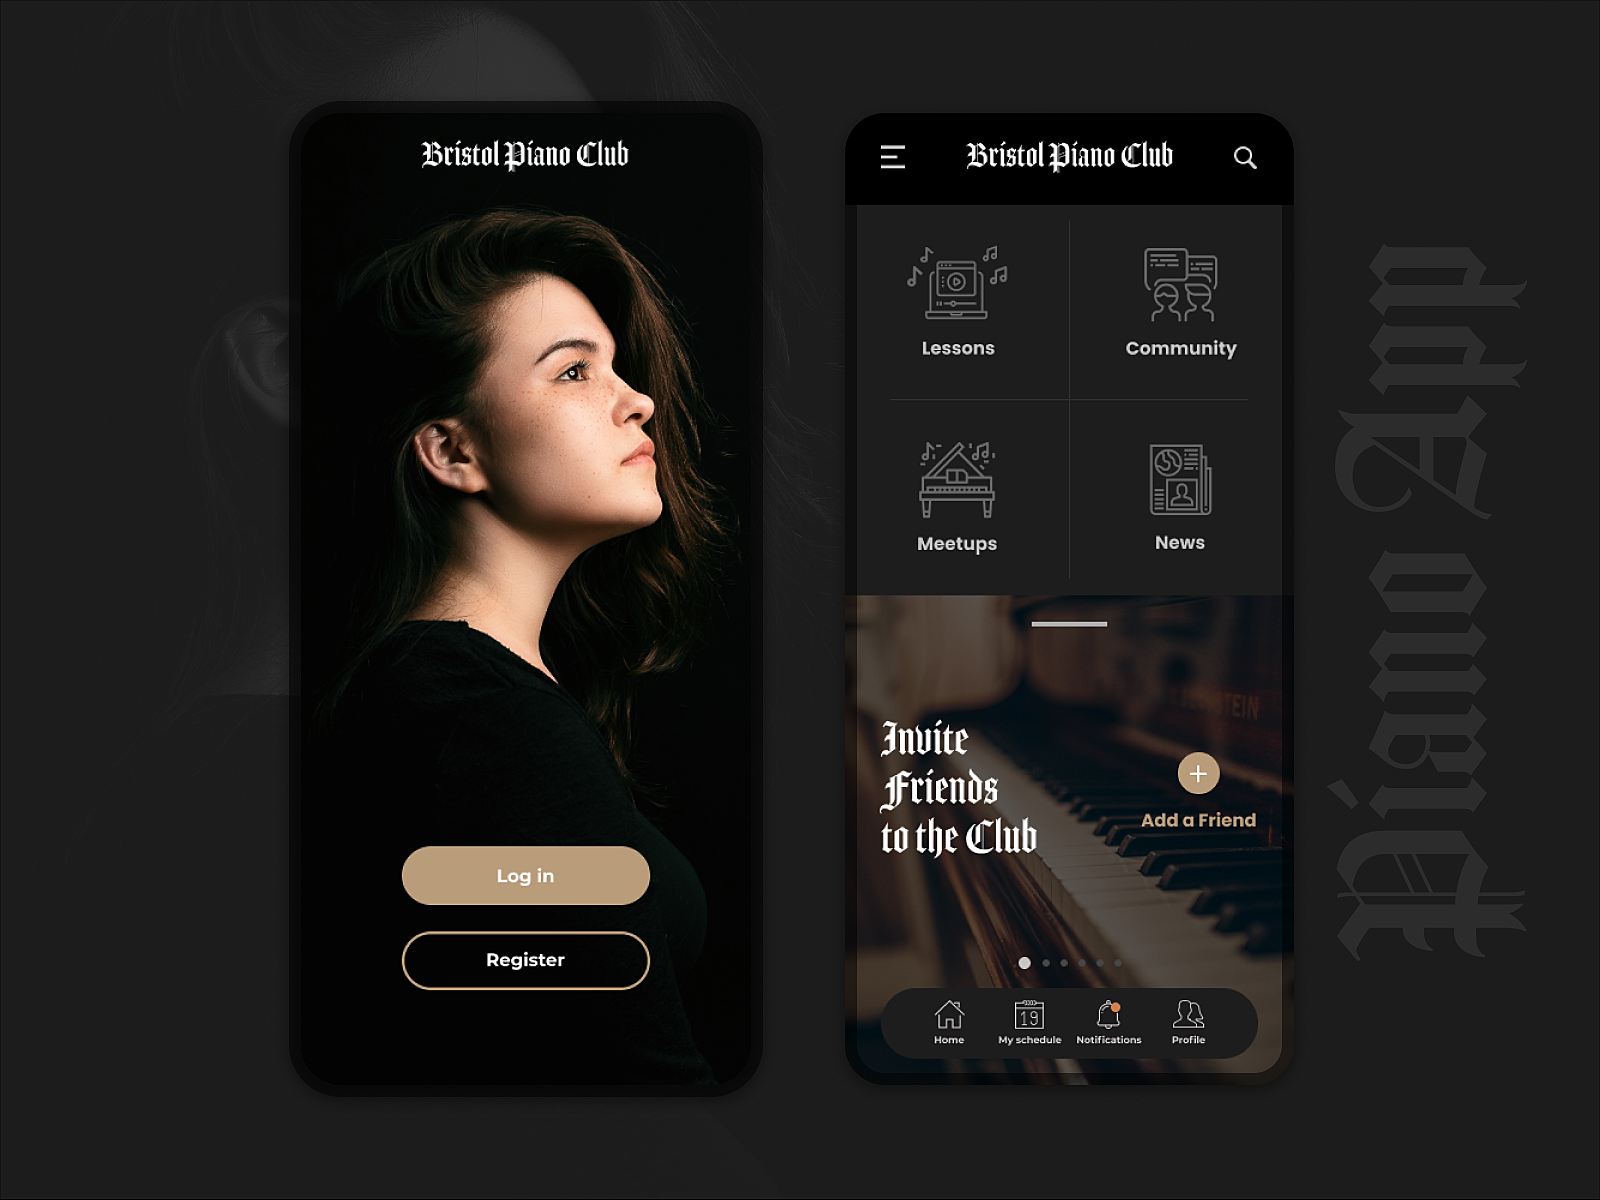 Bristol Piano Club
Log in
Register
Bristol Piano Club
Lessons
Community
Meetups
News
Invite
Friends
to the Club
Add a Friend
19
Home
My schedule
Notifications
Profile
Piano App